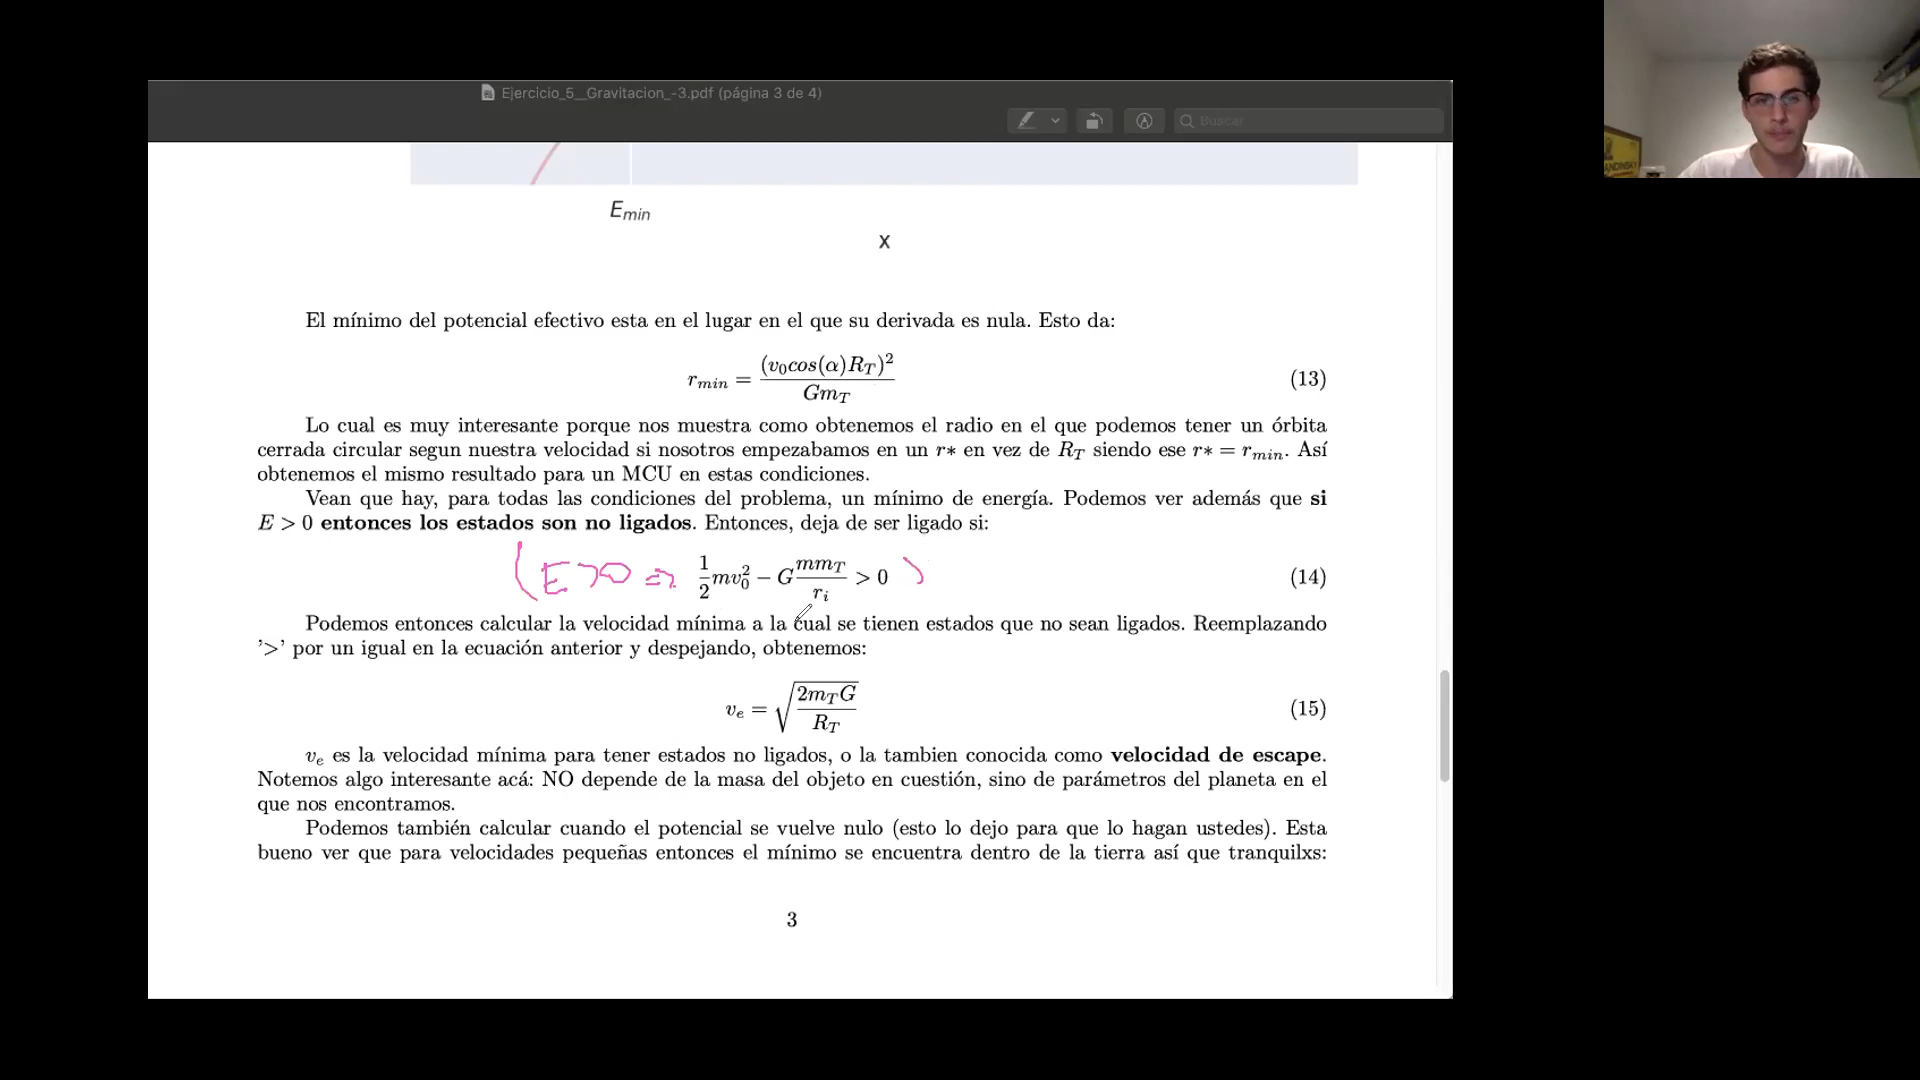 Ejercicio_5__Gravitacion_-3.pdf (página 3 de 4)
Buscar
E_min
x
El mínimo del potencial efectivo esta en el lugar en el que su derivada es nula. Esto da:
r_min = (v_0cos(α)R_T)^2 / Gm_T (13)
Lo cual es muy interesante porque nos muestra como obtenemos el radio en el que podemos tener un órbita
cerrada circular segun nuestra velocidad si nosotros empezabamos en un r* en vez de R_T siendo ese r* = r_min. Así
obtenemos el mismo resultado para un MCU en estas condiciones.
Vean que hay, para todas las condiciones del problema, un mínimo de energía. Podemos ver además que si
E > 0 entonces los estados son no ligados. Entonces, deja de ser ligado si:
(E>0 => 1/2 mv_0^2 − G mm_T/r_i > 0 ) (14)
Podemos entonces calcular la velocidad mínima a la cual se tienen estados que no sean ligados. Reemplazando
'>' por un igual en la ecuación anterior y despejando, obtenemos:
v_e = √(2m_T G / R_T) (15)
v_e es la velocidad mínima para tener estados no ligados, o la tambien conocida como velocidad de escape.
Notemos algo interesante acá: NO depende de la masa del objeto en cuestión, sino de parámetros del planeta en el
que nos encontramos.
Podemos también calcular cuando el potencial se vuelve nulo (esto lo dejo para que lo hagan ustedes). Esta
bueno ver que para velocidades pequeñas entonces el mínimo se encuentra dentro de la tierra así que tranquilxs:
3
ANDINSKY